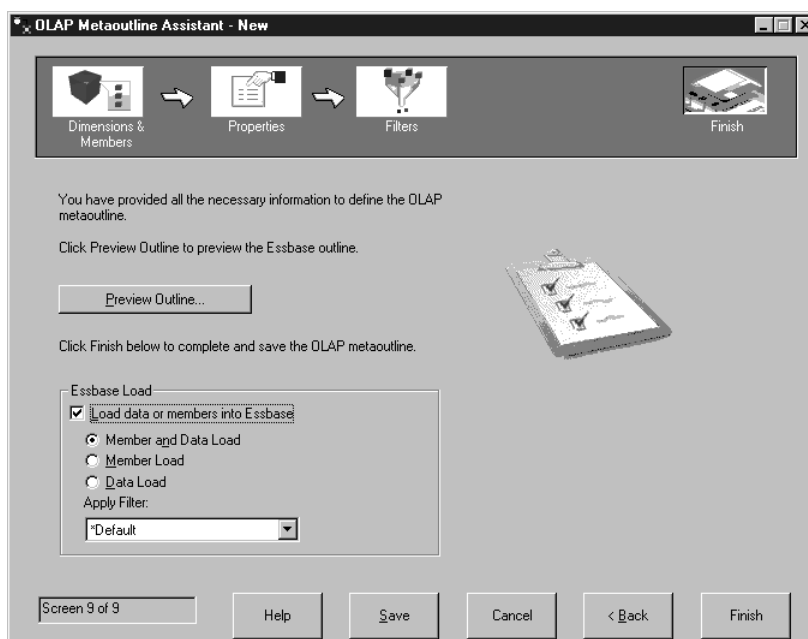 OLAP Metaoutline Assistant - New
Dimensions &
Members
Properties
Filters
Finish
You have provided all the necessary information to define the OLAP
metaoutline.
Click Preview Outline to preview the Essbase outline.
Preview Outline...
Click Finish below to complete and save the OLAP metaoutline.
Essbase Load
Load data or members into Essbase
Member and Data Load
Member Load
Data Load
Apply Filter:
*Default
Screen 9 of 9
Help
Save
Cancel
< Back
Finish